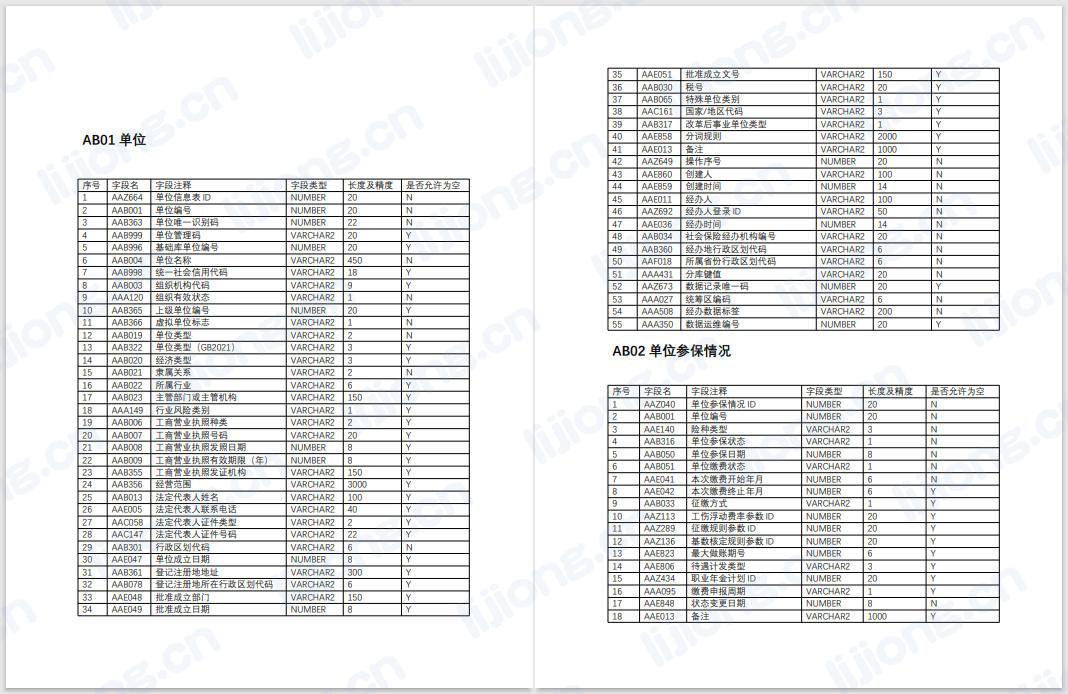 AB01 单位
序号 字段名 字段注释 字段类型 长度及精度 是否允许为空
1 AAZ664 单位信息表 ID NUMBER 20 N
2 AAB001 单位编号 NUMBER 20 N
3 AAB363 单位唯一识别码 NUMBER 22 N
4 AAB999 单位管理码 VARCHAR2 20 Y
5 AAB996 基础库单位编号 NUMBER 20 Y
6 AAB004 单位名称 VARCHAR2 450 N
7 AAB998 统一社会信用代码 VARCHAR2 18 Y
8 AAB003 组织机构代码 VARCHAR2 9 Y
9 AAA120 组织有效状态 VARCHAR2 1 N
10 AAB365 上级单位编号 NUMBER 20 Y
11 AAB366 虚拟单位标志 VARCHAR2 1 N
12 AAB019 单位类型 VARCHAR2 2 N
13 AAB322 单位类型（GB2021） VARCHAR2 3 Y
14 AAB020 经济类型 VARCHAR2 3 Y
15 AAB021 隶属关系 VARCHAR2 2 N
16 AAB022 所属行业 VARCHAR2 6 Y
17 AAB023 主管部门或主管机构 VARCHAR2 150 Y
18 AAA149 行业风险类别 VARCHAR2 1 Y
19 AAB006 工商营业执照种类 VARCHAR2 2 Y
20 AAB007 工商营业执照号码 VARCHAR2 20 Y
21 AAB008 工商营业执照发照日期 NUMBER 8 Y
22 AAB009 工商营业执照有效期限（年） NUMBER 8 Y
23 AAB355 工商营业执照发证机构 VARCHAR2 150 Y
24 AAB356 经营范围 VARCHAR2 3000 Y
25 AAB013 法定代表人姓名 VARCHAR2 100 Y
26 AAE005 法定代表人联系电话 VARCHAR2 40 Y
27 AAC058 法定代表人证件类型 VARCHAR2 2 Y
28 AAC147 法定代表人证件号码 VARCHAR2 22 Y
29 AAB301 行政区划代码 VARCHAR2 6 N
30 AAE047 单位成立日期 NUMBER 8 Y
31 AAB361 登记注册地地址 VARCHAR2 300 Y
32 AAB078 登记注册地所在行政区划代码 VARCHAR2 6 Y
33 AAE048 批准成立部门 VARCHAR2 150 Y
34 AAE049 批准成立日期 NUMBER 8 Y
35 AAE051 批准成立文号 VARCHAR2 150 Y
36 AAB030 税号 VARCHAR2 20 Y
37 AAB065 特殊单位类别 VARCHAR2 1 Y
38 AAC161 国家/地区代码 VARCHAR2 3 Y
39 AAB317 改革后事业单位类型 VARCHAR2 1 Y
40 AAE858 分词规则 VARCHAR2 2000 Y
41 AAE013 备注 VARCHAR2 1000 Y
42 AAZ649 操作序号 NUMBER 20 N
43 AAE860 创建人 VARCHAR2 100 N
44 AAE859 创建时间 NUMBER 14 N
45 AAE011 经办人 VARCHAR2 100 N
46 AAZ692 经办人登录 ID VARCHAR2 50 N
47 AAE036 经办时间 NUMBER 14 N
48 AAB034 社会保险经办机构编号 VARCHAR2 20 N
49 AAB360 经办地行政区划代码 VARCHAR2 6 N
50 AAF018 所属省份行政区划代码 VARCHAR2 6 N
51 AAA431 分库键值 VARCHAR2 20 N
52 AAZ673 数据记录唯一码 NUMBER 20 Y
53 AAA027 统筹区编码 VARCHAR2 6 N
54 AAA508 经办数据标签 VARCHAR2 200 N
55 AAA350 数据运维编号 NUMBER 20 Y
AB02 单位参保情况
序号 字段名 字段注释 字段类型 长度及精度 是否允许为空
1 AAZ040 单位参保情况 ID NUMBER 20 N
2 AAB001 单位编号 NUMBER 20 N
3 AAE140 险种类型 VARCHAR2 3 N
4 AAB316 单位参保状态 VARCHAR2 1 N
5 AAB050 单位参保日期 NUMBER 8 N
6 AAB051 单位缴费状态 VARCHAR2 1 N
7 AAE041 本次缴费开始年月 NUMBER 6 N
8 AAE042 本次缴费终止年月 NUMBER 6 Y
9 AAB033 征缴方式 VARCHAR2 1 Y
10 AAZ113 工伤浮动费率参数 ID NUMBER 20 Y
11 AAZ289 征缴规则参数 ID NUMBER 20 Y
12 AAZ136 基数核定规则参数 ID NUMBER 20 Y
13 AAE823 最大做账期号 NUMBER 6 Y
14 AAE806 待遇计发类型 VARCHAR2 3 Y
15 AAZ434 职业年金计划 ID NUMBER 20 Y
16 AAA095 缴费申报周期 VARCHAR2 1 Y
17 AAE848 状态变更日期 NUMBER 8 N
18 AAE013 备注 VARCHAR2 1000 Y
lijiong.cn